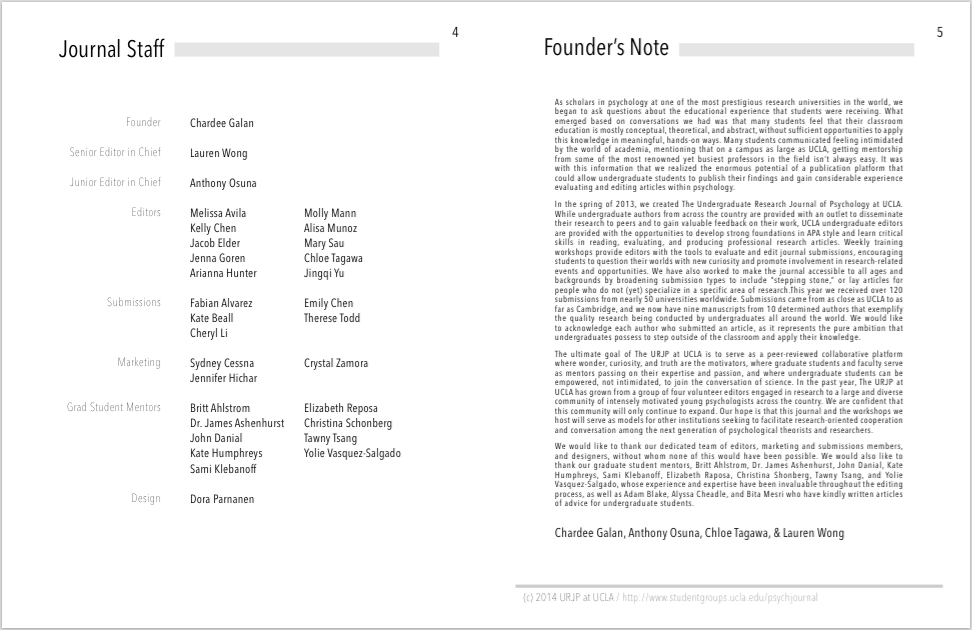 4
Journal Staff
Founder Chardee Galan
Senior Editor in Chief Lauren Wong
Junior Editor in Chief Anthony Osuna
Editors Melissa Avila Molly Mann
Kelly Chen Alisa Munoz
Jacob Elder Mary Sau
Jenna Goren Chloe Tagawa
Arianna Hunter Jingqi Yu
Submissions Fabian Alvarez Emily Chen
Kate Beall Therese Todd
Cheryl Li
Marketing Sydney Cessna Crystal Zamora
Jennifer Hichar
Grad Student Mentors Britt Ahlstrom Elizabeth Reposa
Dr. James Ashenhurst Christina Schonberg
John Danial Tawny Tsang
Kate Humphreys Yolie Vasquez-Salgado
Sami Klebanoff
Design Dora Parnanen
5
Founder's Note
As scholars in psychology at one of the most prestigious research universities in the world, we
began to ask questions about the educational experience that students were receiving. What
emerged based on conversations we had was that many students feel that their classroom
education is mostly conceptual, theoretical, and abstract, without sufficient opportunities to apply
this knowledge in meaningful, hands-on ways. Many students communicated feeling intimidated
by the world of academia, mentioning that on a campus as large as UCLA, getting mentorship
from some of the most renowned yet busiest professors in the field isn't always easy. It was
with this information that we realized the enormous potential of a publication platform that
could allow undergraduate students to publish their findings and gain considerable experience
evaluating and editing articles within psychology.
In the spring of 2013, we created The Undergraduate Research Journal of Psychology at UCLA.
While undergraduate authors from across the country are provided with an outlet to disseminate
their research to peers and to gain valuable feedback on their work, UCLA undergraduate editors
are provided with the opportunities to develop strong foundations in APA style and learn critical
skills in reading, evaluating, and producing professional research articles. Weekly training
workshops provide editors with the tools to evaluate and edit journal submissions, encouraging
students to question their worlds with new curiosity and promote involvement in research-related
events and opportunities. We have also worked to make the journal accessible to all ages and
backgrounds by broadening submission types to include "stepping stone," or lay articles for
people who do not (yet) specialize in a specific area of research.This year we received over 120
submissions from nearly 50 universities worldwide. Submissions came from as close as UCLA to as
far as Cambridge, and we now have nine manuscripts from 10 determined authors that exemplify
the quality research being conducted by undergraduates all around the world. We would like
to acknowledge each author who submitted an article, as it represents the pure ambition that
undergraduates possess to step outside of the classroom and apply their knowledge.
The ultimate goal of The URJP at UCLA is to serve as a peer-reviewed collaborative platform
where wonder, curiosity, and truth are the motivators, where graduate students and faculty serve
as mentors passing on their expertise and passion, and where undergraduate students can be
empowered, not intimidated, to join the conversation of science. In the past year, The URJP at
UCLA has grown from a group of four volunteer editors engaged in research to a large and diverse
community of intensely motivated young psychologists across the country. We are confident that
this community will only continue to expand. Our hope is that this journal and the workshops we
host will serve as models for other institutions seeking to facilitate research-oriented cooperation
and conversation among the next generation of psychological theorists and researchers.
We would like to thank our dedicated team of editors, marketing and submissions members,
and designers, without whom none of this would have been possible. We would also like to
thank our graduate student mentors, Britt Ahlstrom, Dr. James Ashenhurst, John Danial, Kate
Humphreys, Sami Klebanoff, Elizabeth Raposa, Christina Shonberg, Tawny Tsang, and Yolie
Vasquez-Salgado, whose experience and expertise have been invaluable throughout the editing
process, as well as Adam Blake, Alyssa Cheadle, and Bita Mesri who have kindly written articles
of advice for undergraduate students.
Chardee Galan, Anthony Osuna, Chloe Tagawa, & Lauren Wong
(c) 2014 URJP at UCLA / http://www.studentgroups.ucla.edu/psychjournal